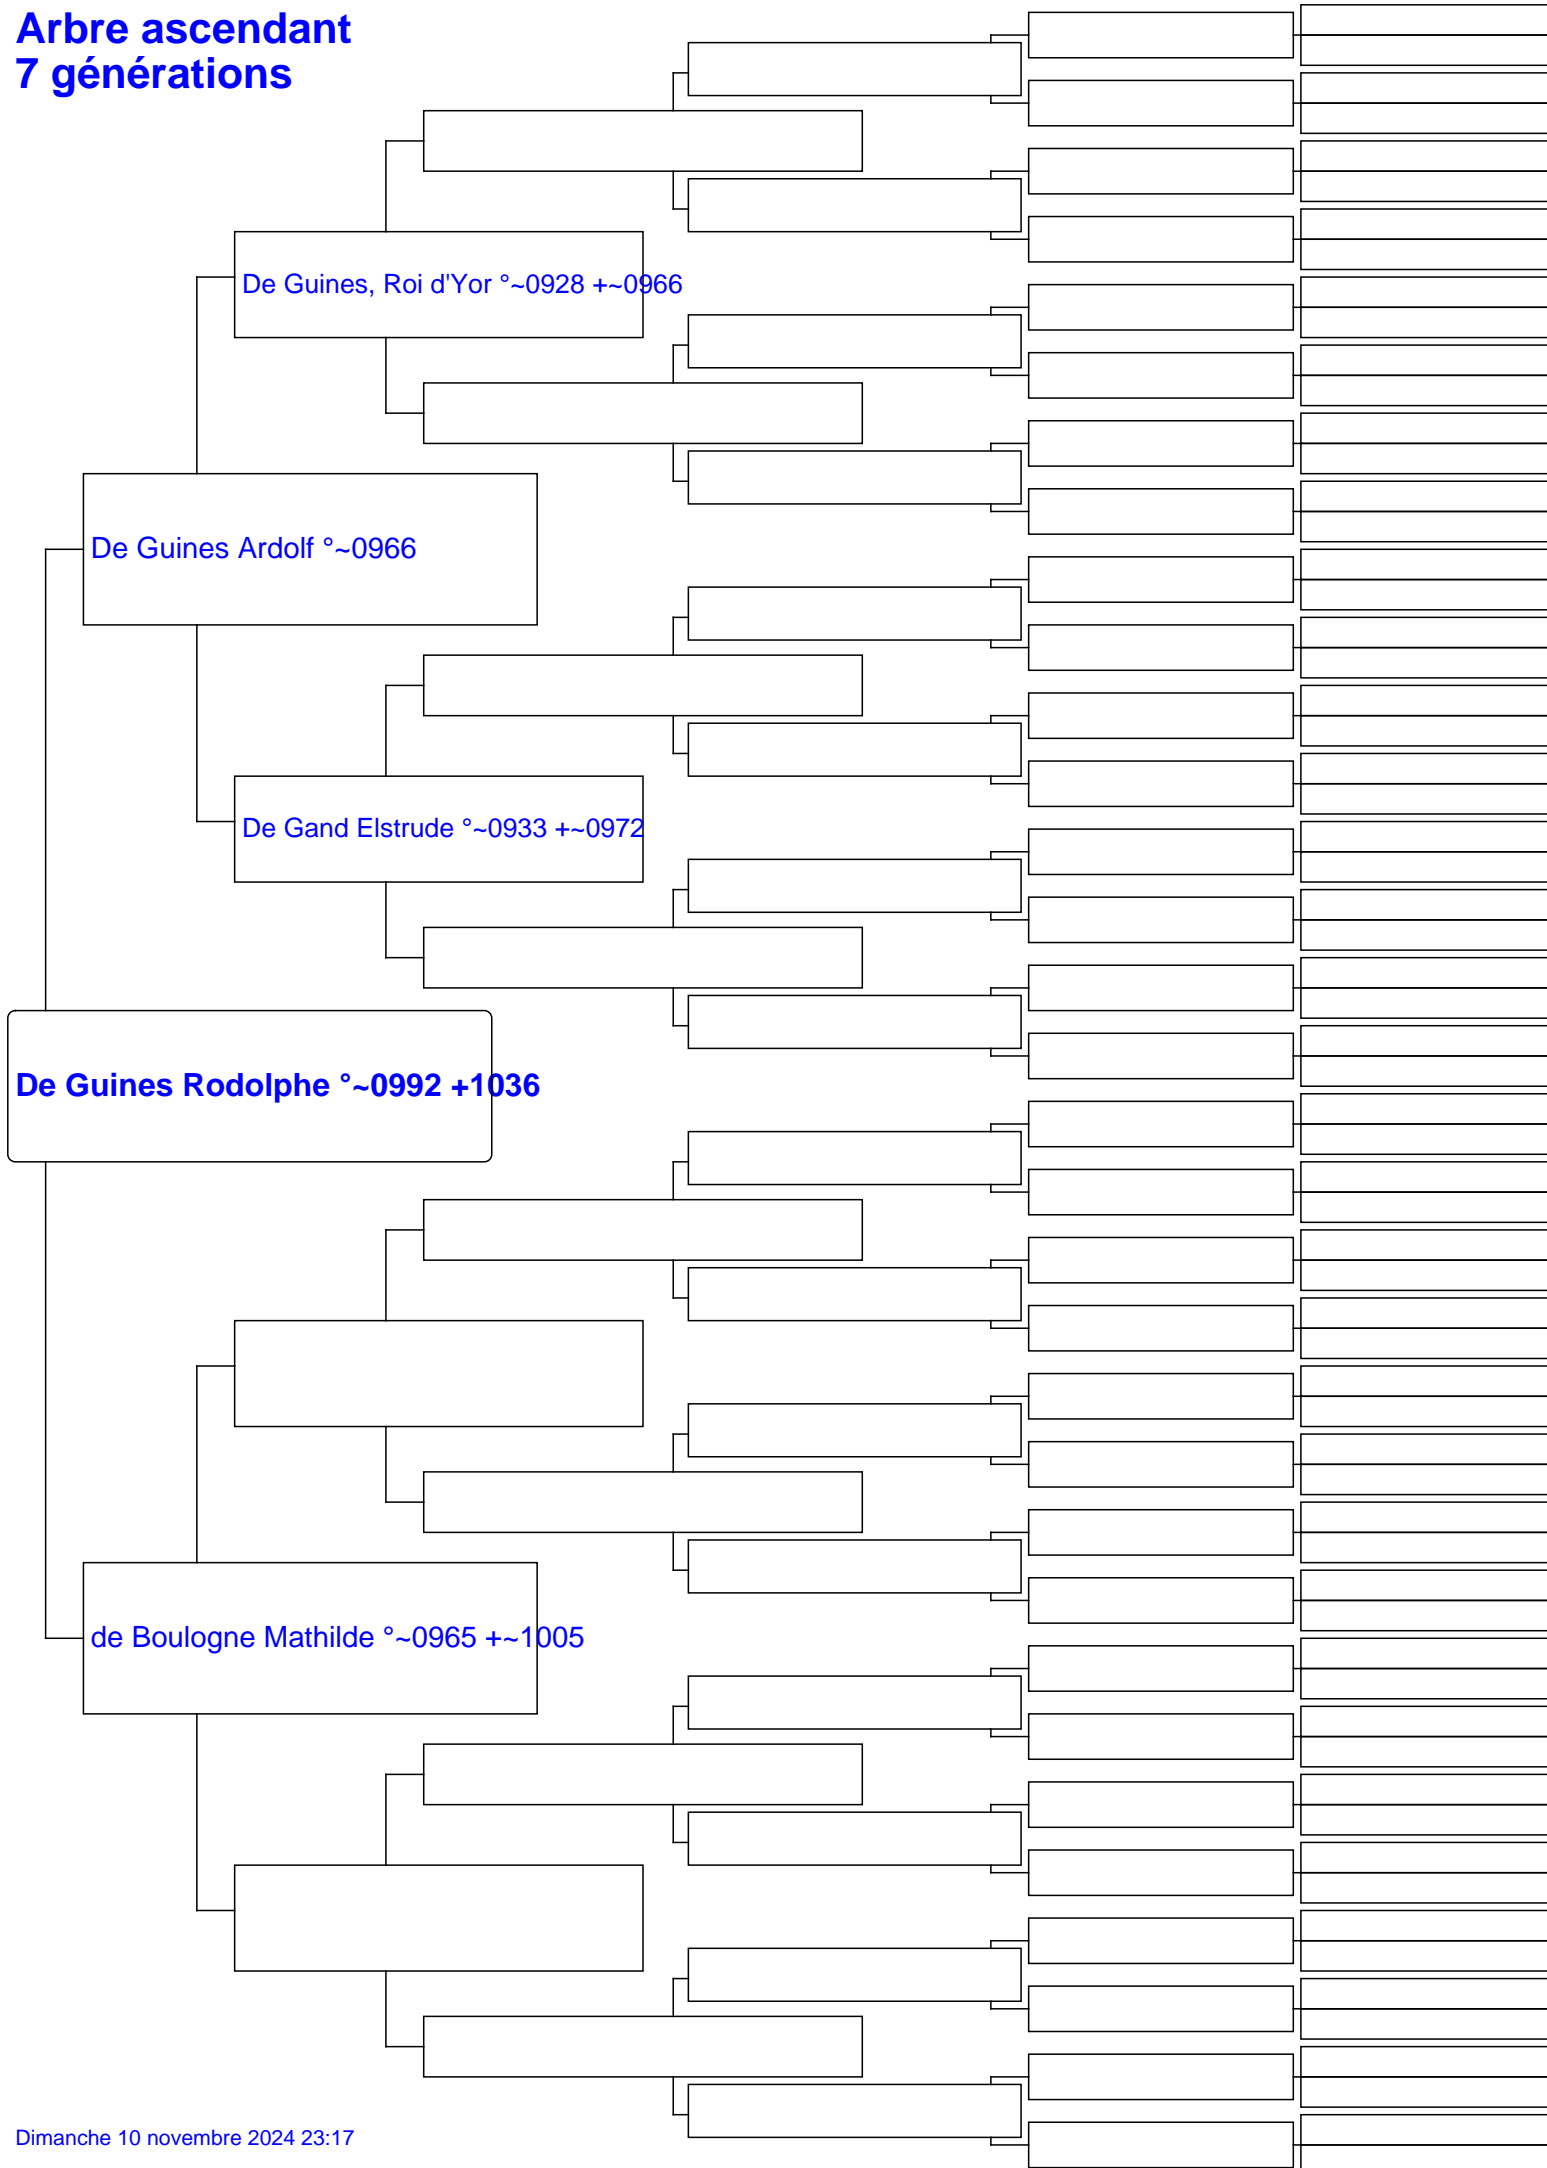 Arbre ascendant
7 générations
De Guines, Roi d'Yor °~0928 +~0966
De Guines Ardolf °~0966
De Gand Elstrude °~0933 +~0972
De Guines Rodolphe °~0992 +1036
de Boulogne Mathilde °~0965 +~1005
Dimanche 10 novembre 2024 23:17